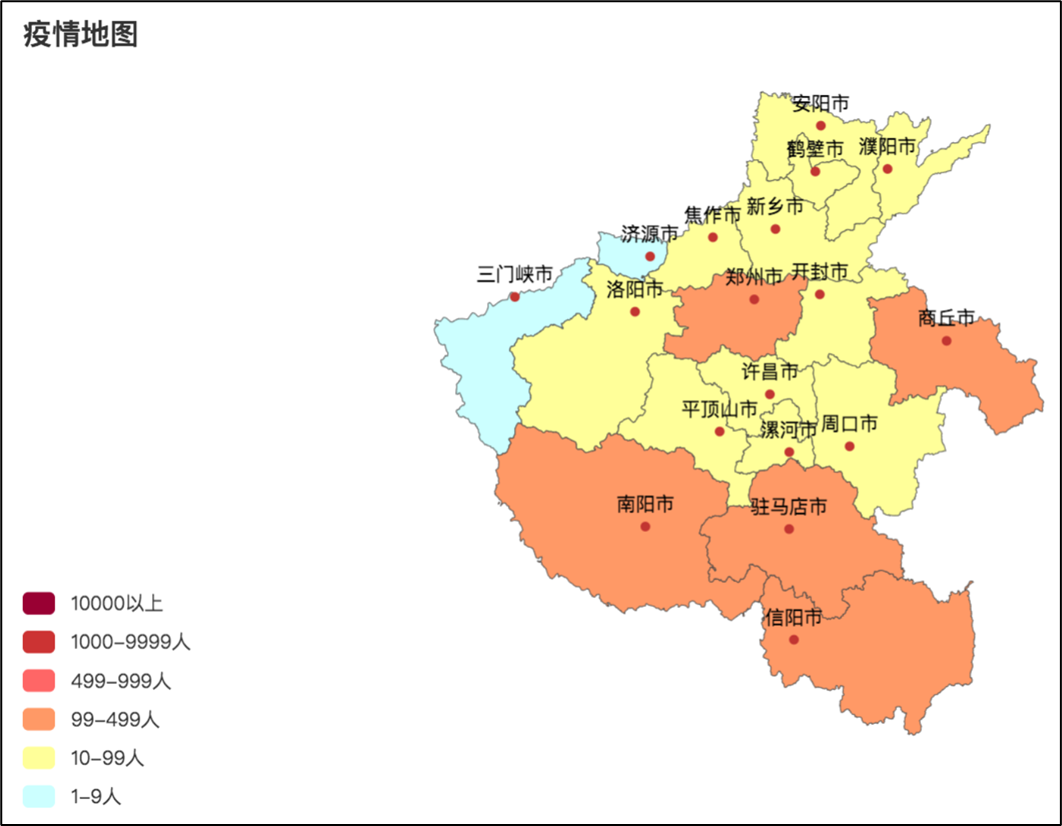 疫情地图
安阳市
鹤壁市
濮阳市
新乡市
焦作市
济源市
三门峡市
洛阳市
郑州市
开封市
商丘市
许昌市
平顶山市
漯河市
周口市
南阳市
驻马店市
信阳市
10000以上
1000-9999人
499-999人
99-499人
10-99人
1-9人